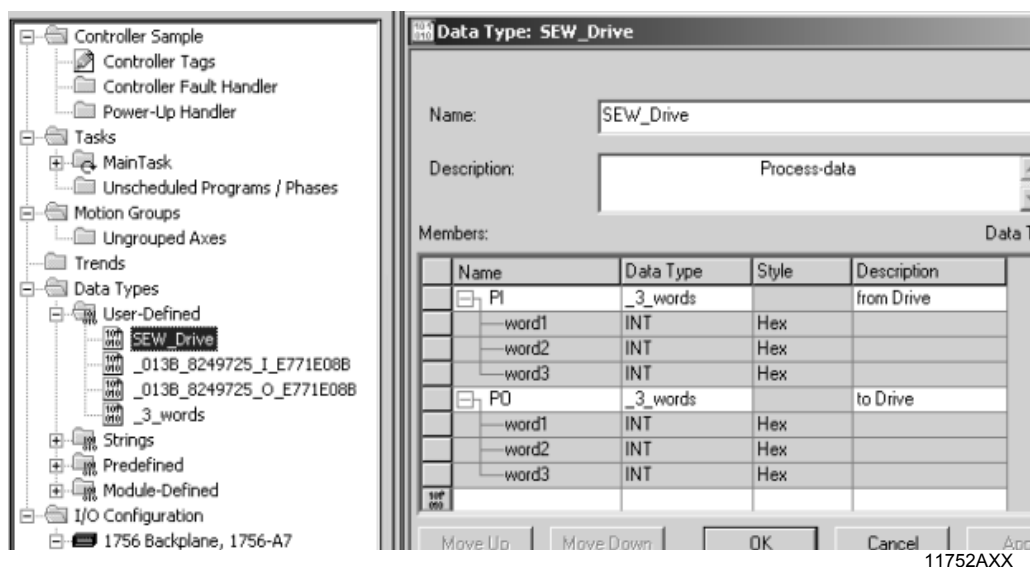 Controller Sample
Controller Tags
Controller Fault Handler
Power-Up Handler
Tasks
MainTask
Unscheduled Programs / Phases
Motion Groups
Ungrouped Axes
Trends
Data Types
User-Defined
SEW_Drive
_013B_8249725_I_E771E08B
_013B_8249725_O_E771E08B
_3_words
Strings
Predefined
Module-Defined
I/O Configuration
1756 Backplane, 1756-A7
Data Type: SEW_Drive
Name: SEW_Drive
Description: Process-data
Members: Data T
Name Data Type Style Description
PI _3_words from Drive
word1 INT Hex
word2 INT Hex
word3 INT Hex
PO _3_words to Drive
word1 INT Hex
word2 INT Hex
word3 INT Hex
Move Up Move Down OK Cancel App
11752AXX